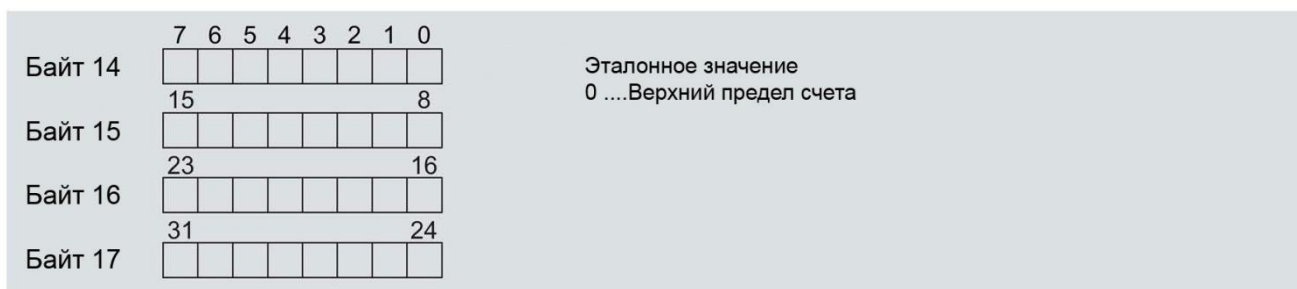 7 6 5 4 3 2 1 0
Байт 14
Эталонное значение
0 ....Верхний предел счета
15 8
Байт 15
23 16
Байт 16
31 24
Байт 17